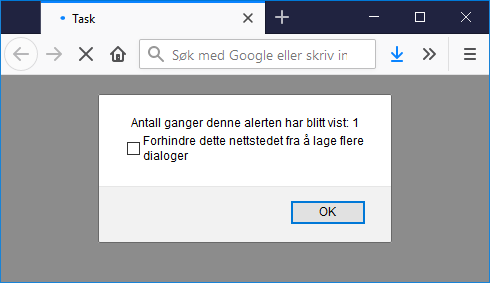 Task
Søk med Google eller skriv in
Antall ganger denne alerten har blitt vist: 1
Forhindre dette nettstedet fra å lage flere
dialoger
OK